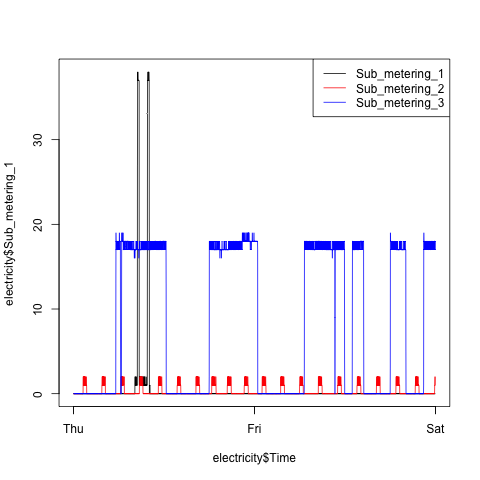 Sub_metering_1
Sub_metering_2
Sub_metering_3
electricity$Sub_metering_1
30
20
10
0
Thu Fri Sat
electricity$Time